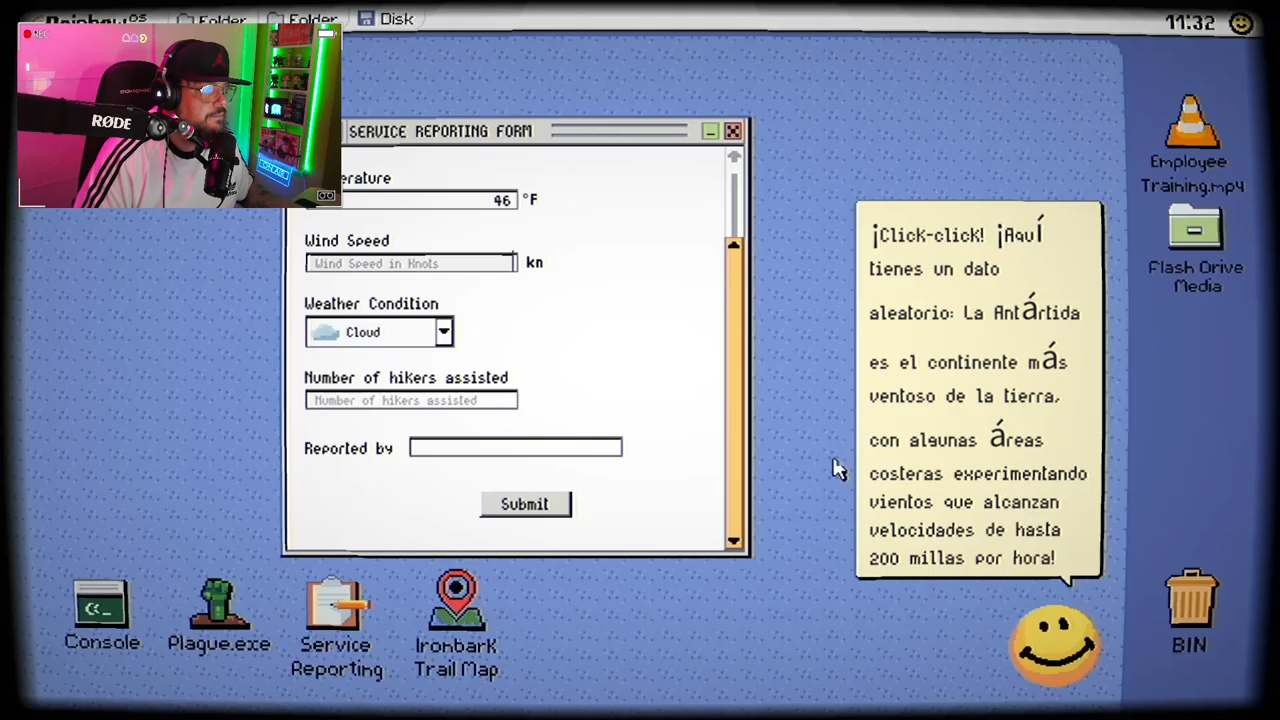 Folder
Folder
Disk
11:32
REC
RØDE
ON AIR
SERVICE REPORTING FORM
erature
46 °F
Wind Speed
Wind Speed in Knots kn
Weather Condition
Cloud
Number of hikers assisted
Number of hikers assisted
Reported by
Submit
¡Click-click! ¡Aquí
tienes un dato
aleatorio: La Antártida
es el continente más
ventoso de la tierra,
con algunas áreas
costeras experimentando
vientos que alcanzan
velocidades de hasta
200 millas por hora!
Employee
Training.mp4
Flash Drive
Media
Console
Plague.exe
Service
Reporting
Ironbark
Trail Map
BIN